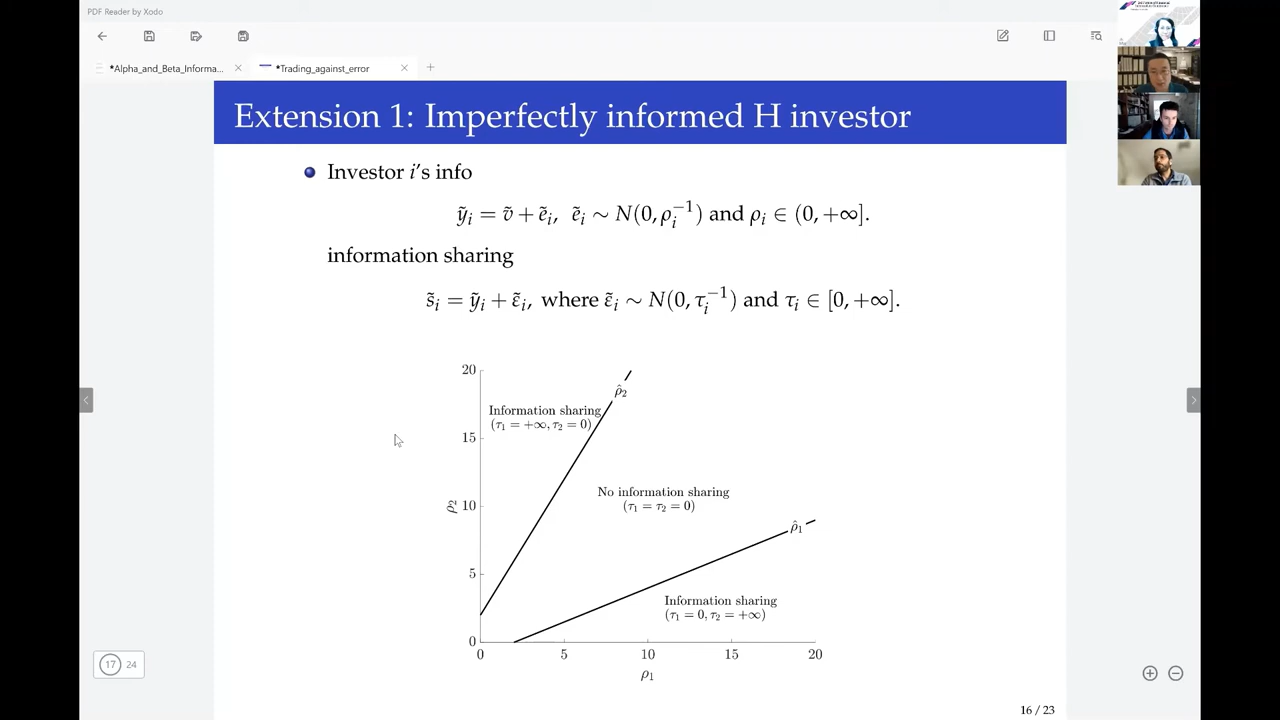 PDF Reader by Xodo
*Alpha_and_Beta_Informa...
*Trading_against_error
Extension 1: Imperfectly informed H investor
Investor i's info
ỹᵢ = ṽ + ẽᵢ, ẽᵢ ∼ N(0, ρᵢ⁻¹) and ρᵢ ∈ (0, +∞].
information sharing
s̃ᵢ = ỹᵢ + ε̃ᵢ, where ε̃ᵢ ∼ N(0, τᵢ⁻¹) and τᵢ ∈ [0, +∞].
20
ρ̂₂
Information sharing
(τ₁ = +∞, τ₂ = 0)
15
No information sharing
(τ₁ = τ₂ = 0)
10
ρ̂₁
5
Information sharing
(τ₁ = 0, τ₂ = +∞)
0
0 5 10 15 20
ρ₁
17 24
16 / 23